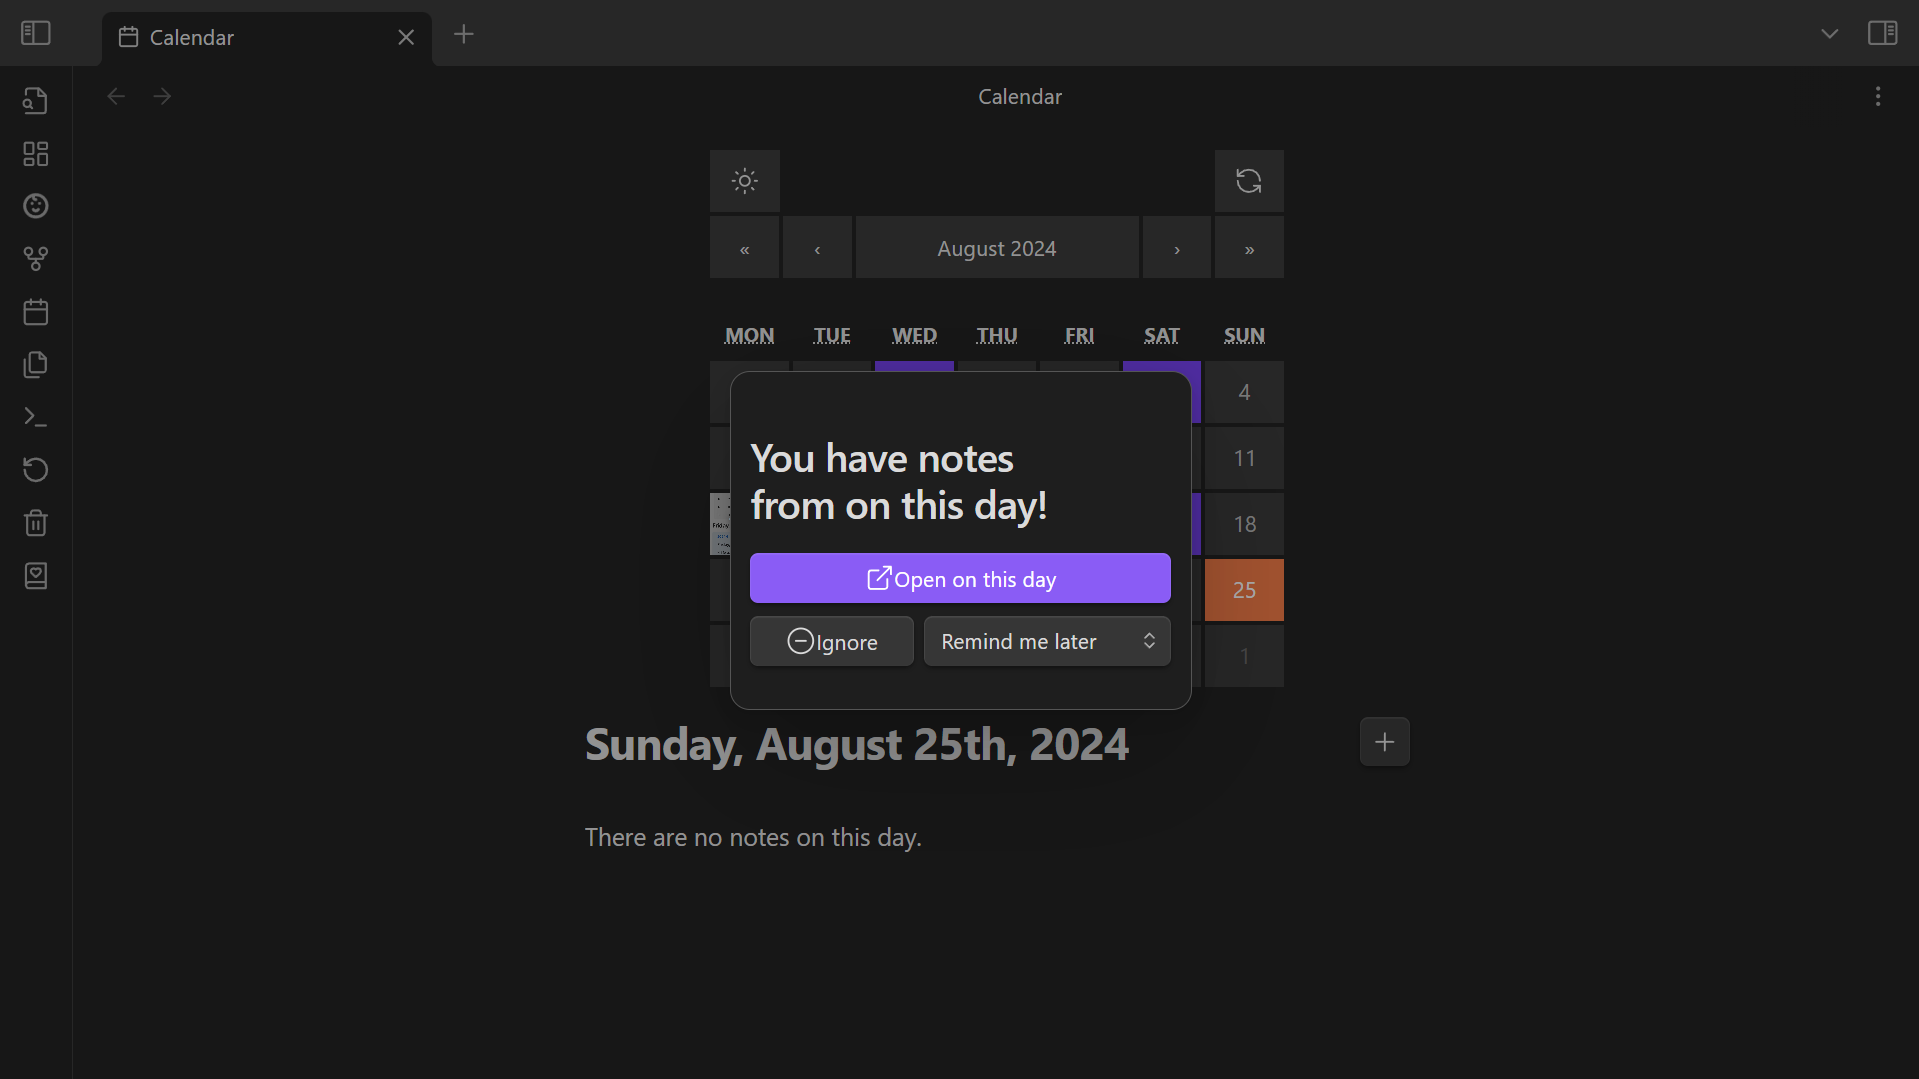 Calendar
Calendar
« ‹ August 2024 › »
MON TUE WED THU FRI SAT SUN
4
11
18
25
1
You have notes
from on this day!
Open on this day
Ignore
Remind me later
Sunday, August 25th, 2024
There are no notes on this day.